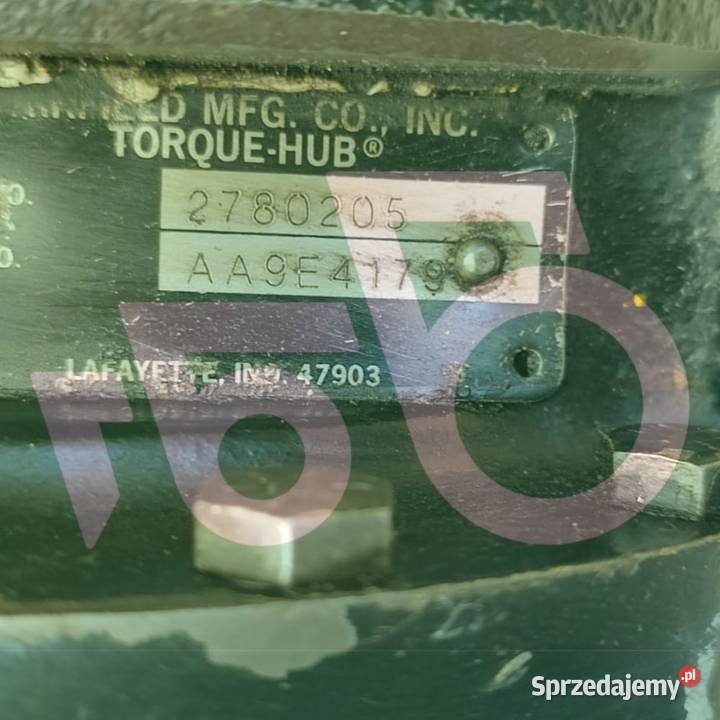 MFG. CO., INC.
TORQUE-HUB®
O. 2780205
O. AA9E4179
LAFAYETTE, IND. 47903
Sprzedajemy.pl